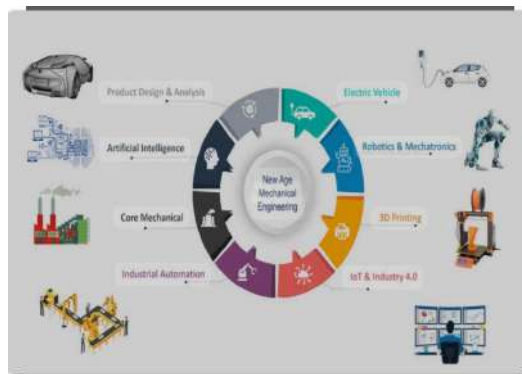 Product Design & Analysis
Electric Vehicle
Artificial Intelligence
Robotics & Mechatronics
New Age
Mechanical
Engineering
Core Mechanical
3D Printing
Industrial Automation
IoT & Industry 4.0